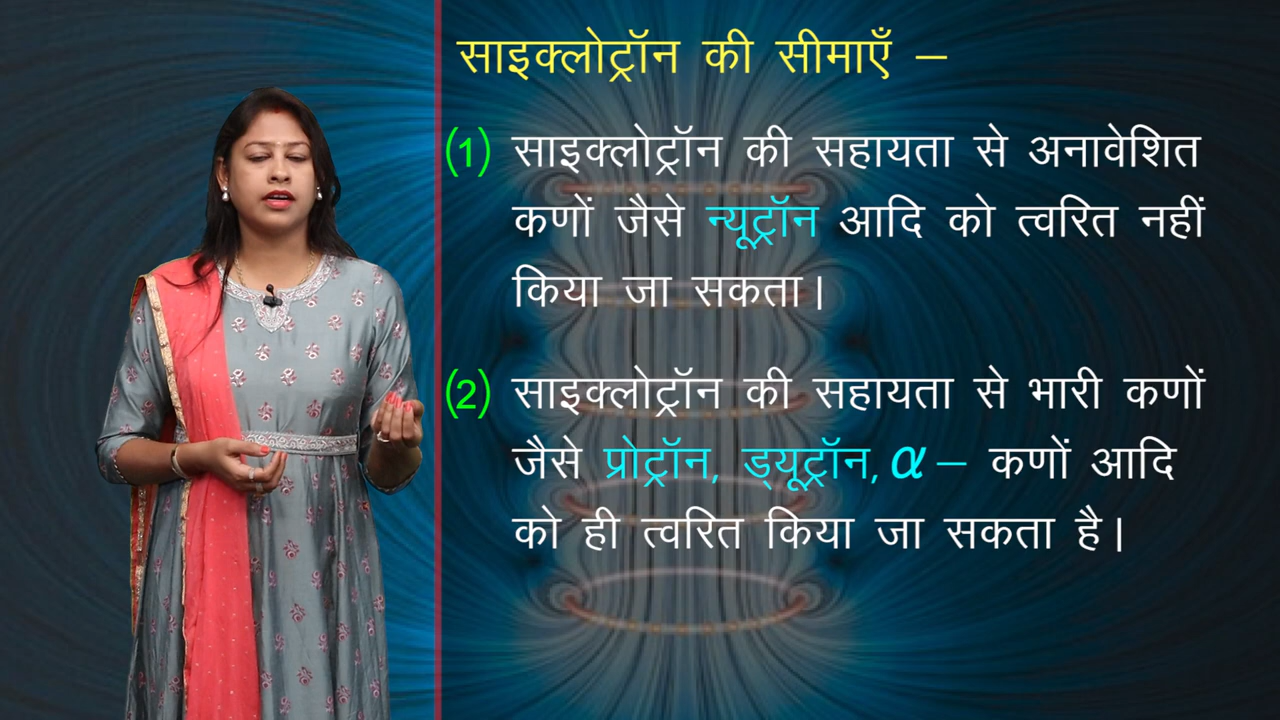 साइक्लोट्रॉन की सीमाएँ –
(1) साइक्लोट्रॉन की सहायता से अनावेशित
कणों जैसे न्यूट्रॉन आदि को त्वरित नहीं
किया जा सकता।
(2) साइक्लोट्रॉन की सहायता से भारी कणों
जैसे प्रोट्रॉन, ड्यूट्रॉन, α – कणों आदि
को ही त्वरित किया जा सकता है।